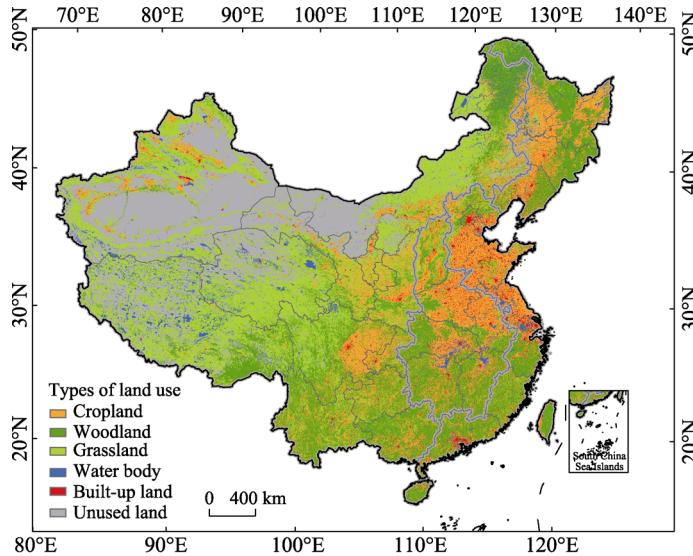 70°E 80°E 90°E 100°E 110°E 120°E 130°E 140°E
50°N 50°N
40°N 40°N
30°N 30°N
20°N 20°N
Types of land use
Cropland
Woodland
Grassland
Water body
Built-up land
Unused land
0 400 km
South China
Sea Islands
80°E 90°E 100°E 110°E 120°E